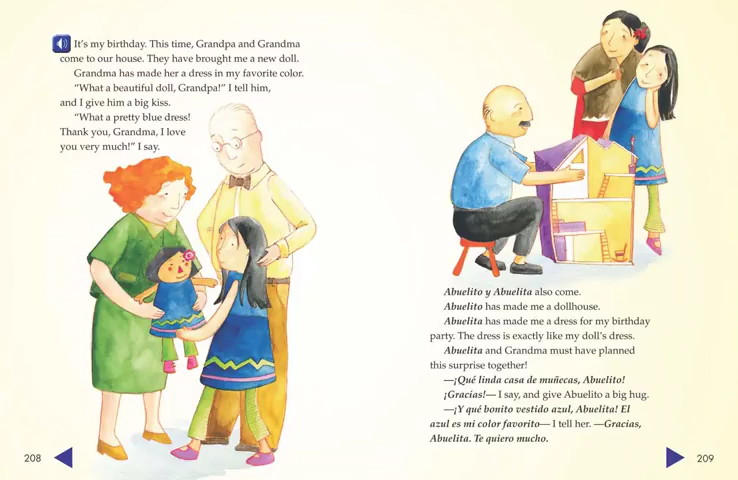 It's my birthday. This time, Grandpa and Grandma
come to our house. They have brought me a new doll.
Grandma has made her a dress in my favorite color.
"What a beautiful doll, Grandpa!" I tell him,
and I give him a big kiss.
"What a pretty blue dress!
Thank you, Grandma, I love
you very much!" I say.
208
Abuelito y Abuelita also come.
Abuelito has made me a dollhouse.
Abuelita has made me a dress for my birthday
party. The dress is exactly like my doll's dress.
Abuelita and Grandma must have planned
this surprise together!
—¡Qué linda casa de muñecas, Abuelito!
¡Gracias!— I say, and give Abuelito a big hug.
—¡Y qué bonito vestido azul, Abuelita! El
azul es mi color favorito— I tell her. —Gracias,
Abuelita. Te quiero mucho.
209